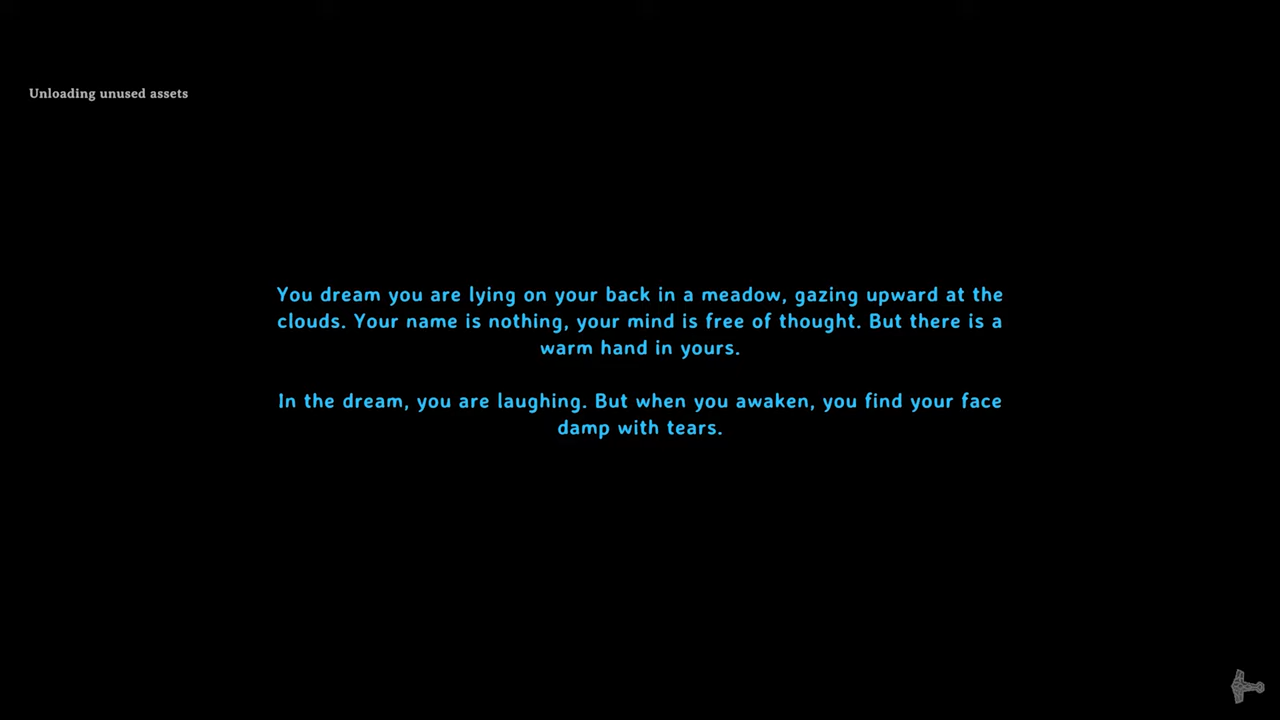 Unloading unused assets
You dream you are lying on your back in a meadow, gazing upward at the
clouds. Your name is nothing, your mind is free of thought. But there is a
warm hand in yours.
In the dream, you are laughing. But when you awaken, you find your face
damp with tears.